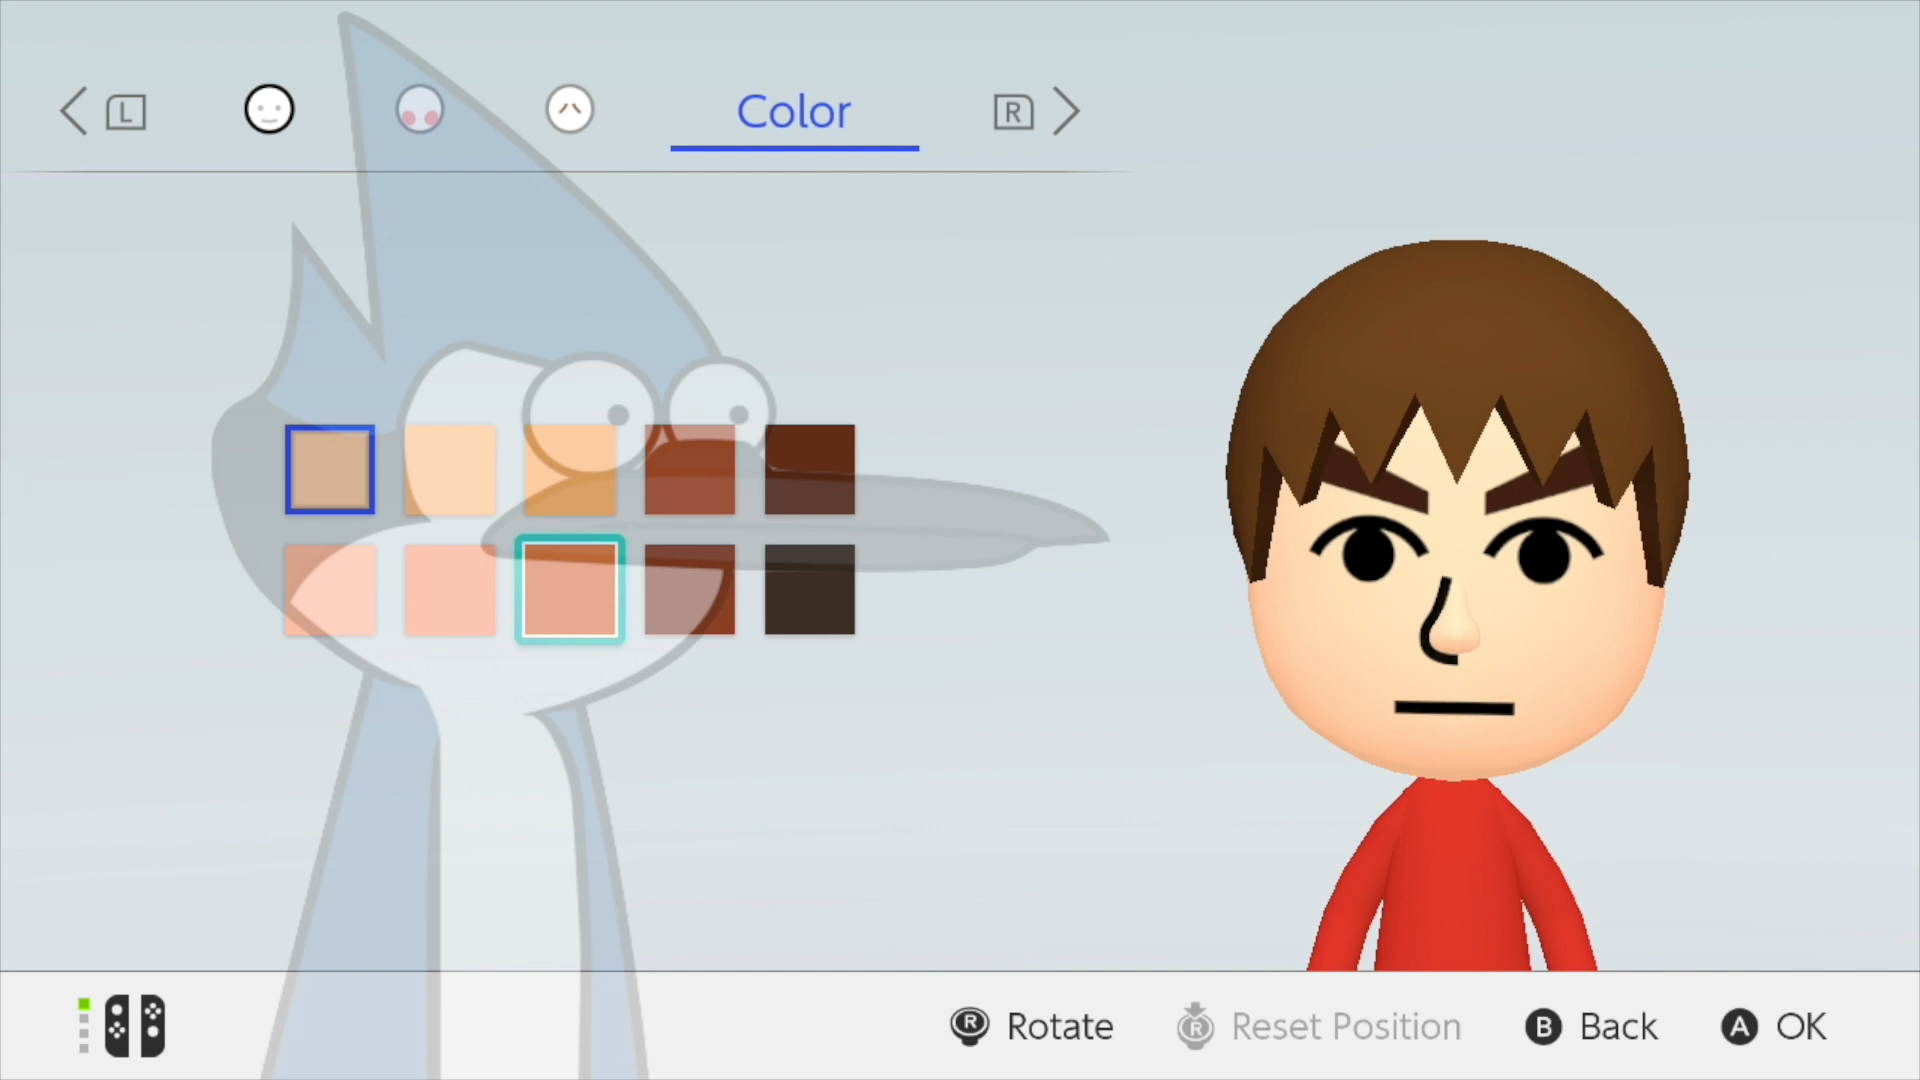 L
Color
R
R Rotate
R Reset Position
B Back
A OK